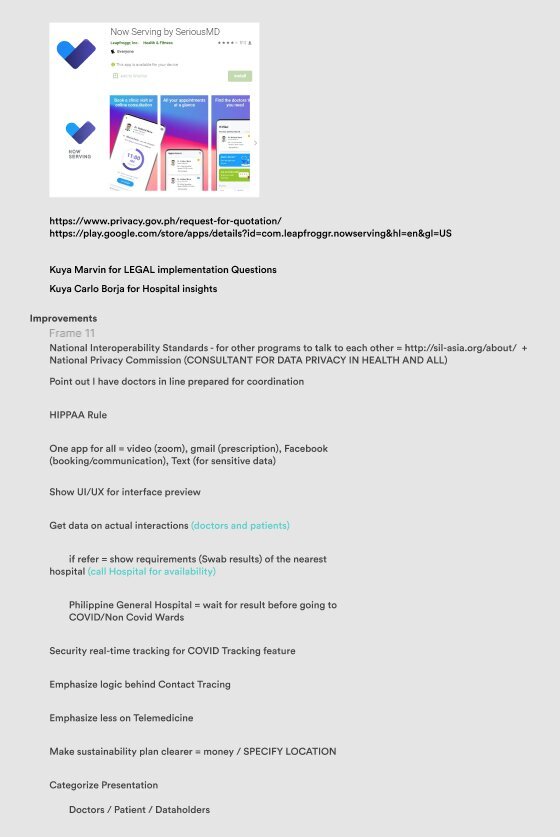 Now Serving by SeriousMD
Leapfroggr Inc. Health & Fitness
Everyone
This app is available for your device
Add to Wishlist
Install
Book a clinic visit or
online consultation
All your appointments
at a glance
Find the doctors th
you need
11:00
NOW
SERVING
https://www.privacy.gov.ph/request-for-quotation/
https://play.google.com/store/apps/details?id=com.leapfroggr.nowserving&hl=en&gl=US
Kuya Marvin for LEGAL implementation Questions
Kuya Carlo Borja for Hospital insights
Improvements
Frame 11
National Interoperability Standards - for other programs to talk to each other = http://sil-asia.org/about/ +
National Privacy Commission (CONSULTANT FOR DATA PRIVACY IN HEALTH AND ALL)
Point out I have doctors in line prepared for coordination
HIPPAA Rule
One app for all = video (zoom), gmail (prescription), Facebook
(booking/communication), Text (for sensitive data)
Show UI/UX for interface preview
Get data on actual interactions (doctors and patients)
if refer = show requirements (Swab results) of the nearest
hospital (call Hospital for availability)
Philippine General Hospital = wait for result before going to
COVID/Non Covid Wards
Security real-time tracking for COVID Tracking feature
Emphasize logic behind Contact Tracing
Emphasize less on Telemedicine
Make sustainability plan clearer = money / SPECIFY LOCATION
Categorize Presentation
Doctors / Patient / Dataholders